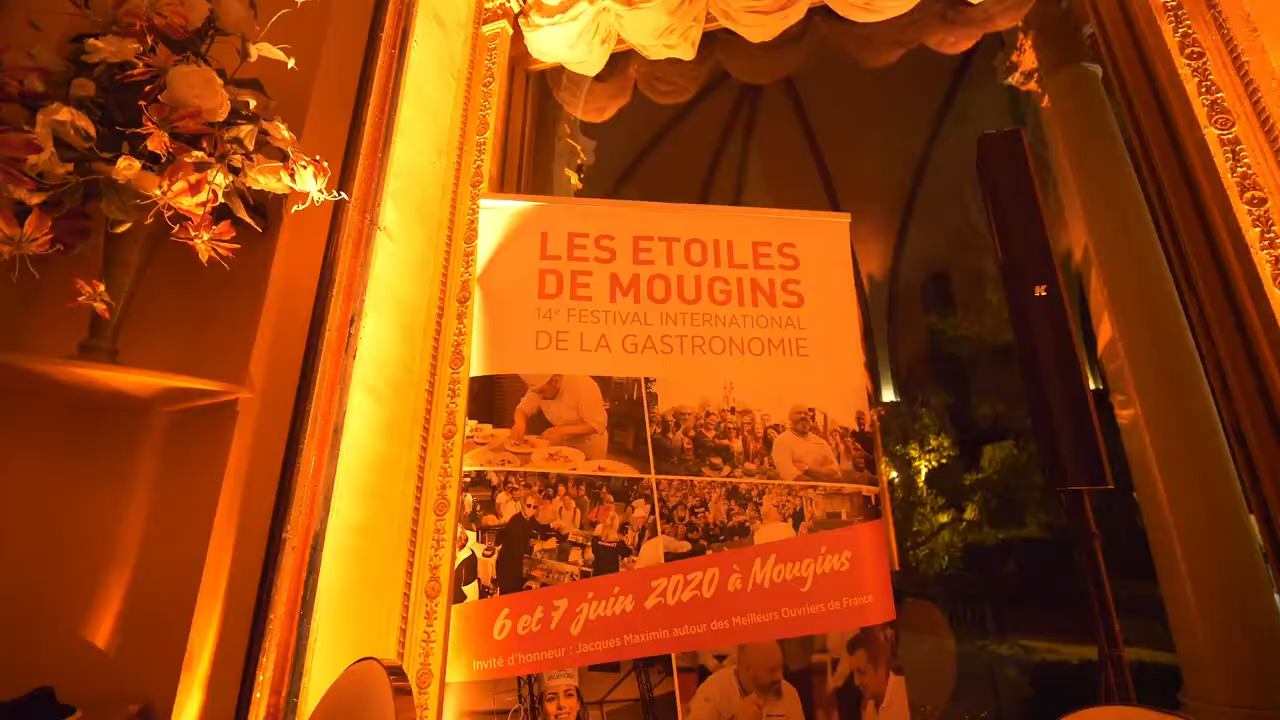 LES ETOILES
DE MOUGINS
14e FESTIVAL INTERNATIONAL
DE LA GASTRONOMIE
K
6 et 7 juin 2020 à Mougins
Invité d'honneur : Jacques Maximin autour des Meilleurs Ouvriers de France